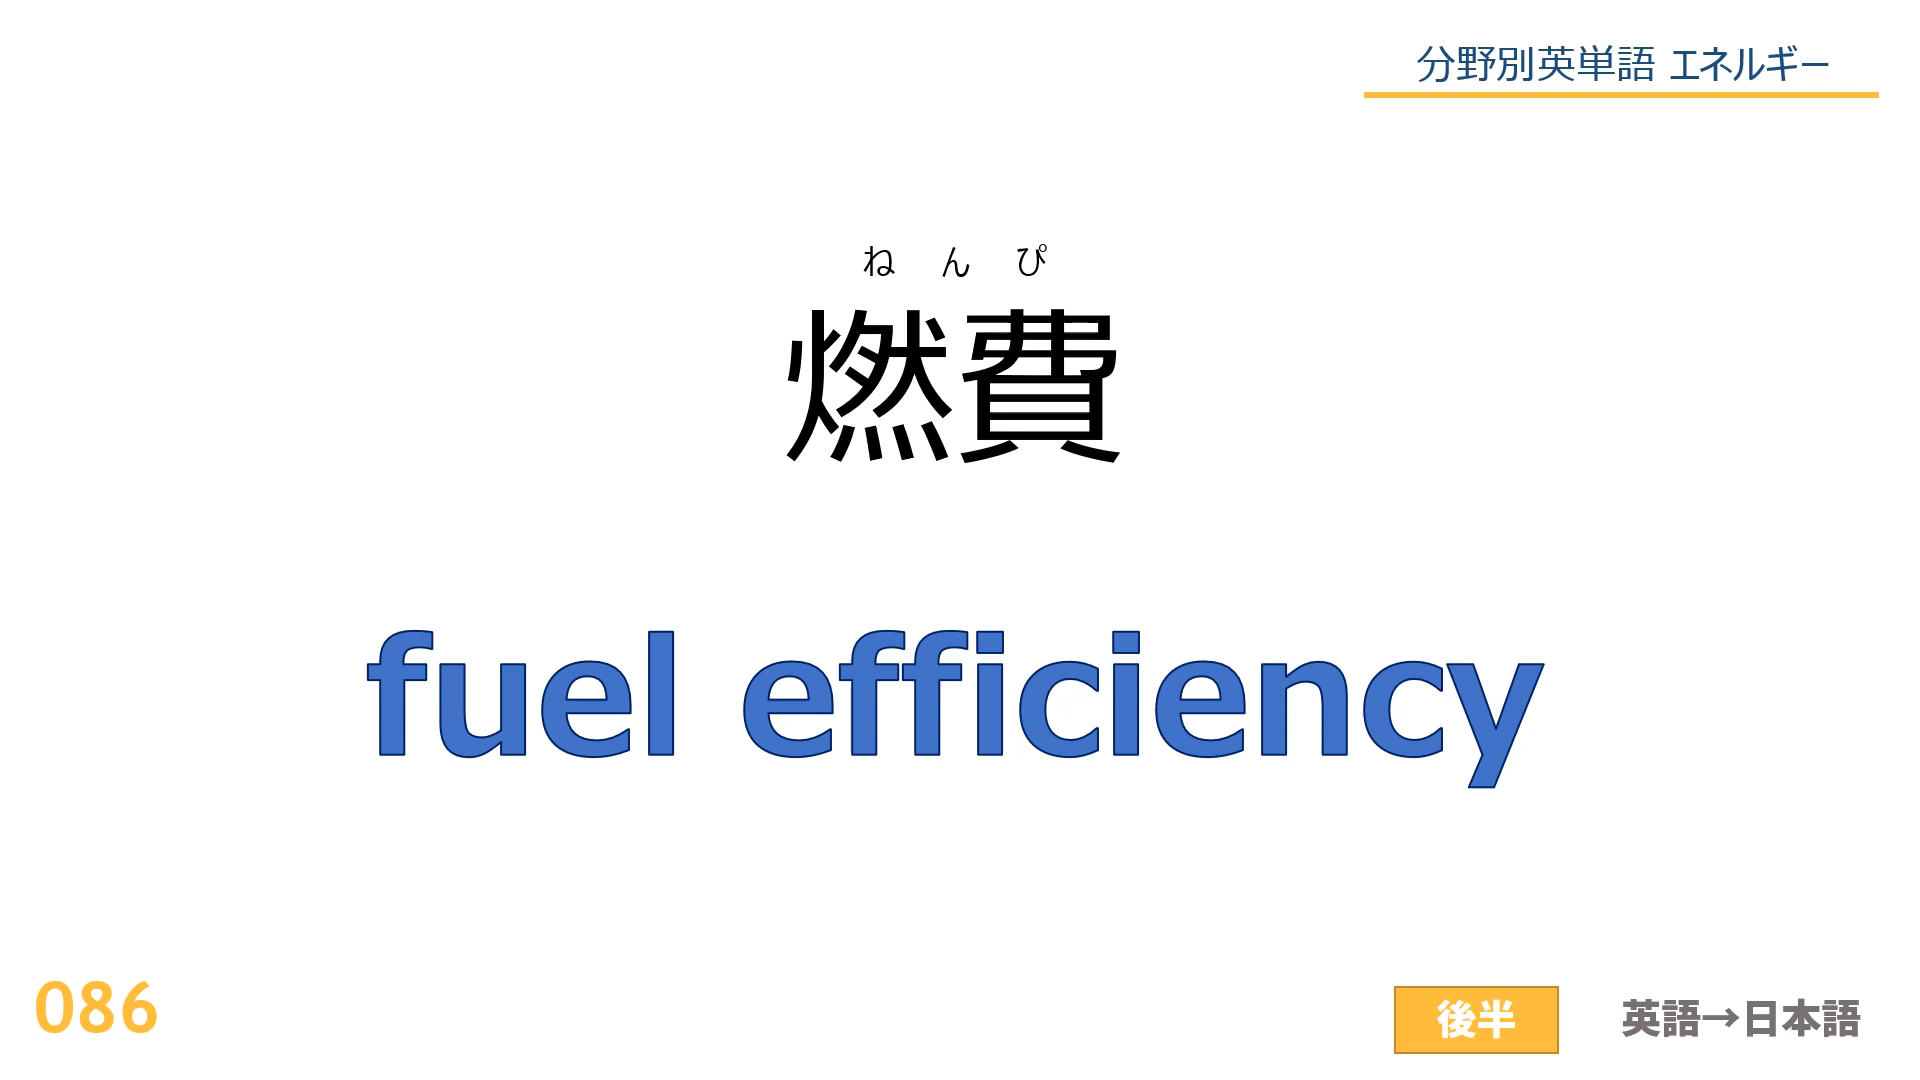 分野別英単語 エネルギー
ねんぴ
燃費
fuel efficiency
086
後半
英語→日本語